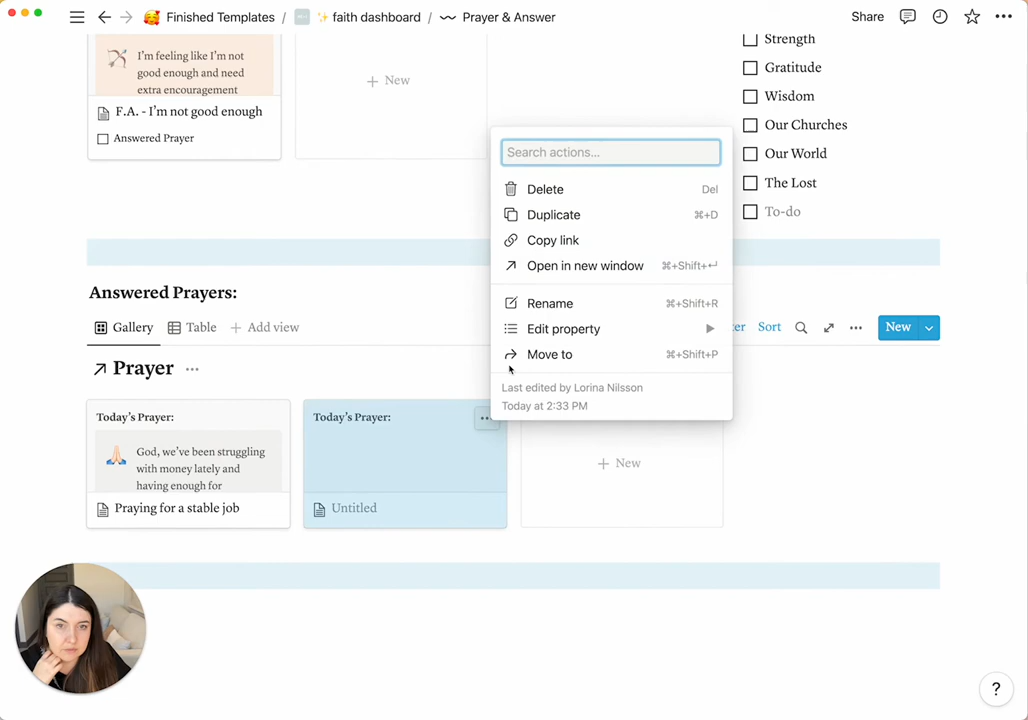 Finished Templates / ✨ faith dashboard / Prayer & Answer
Share
I'm feeling like I'm not
good enough and need
extra encouragement
F.A. - I'm not good enough
Answered Prayer
+ New
Strength
Gratitude
Wisdom
Our Churches
Our World
The Lost
To-do
Search actions...
Delete Del
Duplicate ⌘+D
Copy link
Open in new window ⌘+Shift+↵
Rename ⌘+Shift+R
Edit property ▶
Move to ⌘+Shift+P
Last edited by Lorina Nilsson
Today at 2:33 PM
Answered Prayers:
Gallery Table + Add view
Sort New
↗ Prayer ...
Today's Prayer:
God, we've been struggling
with money lately and
having enough for
Praying for a stable job
Today's Prayer:
Untitled
+ New
?